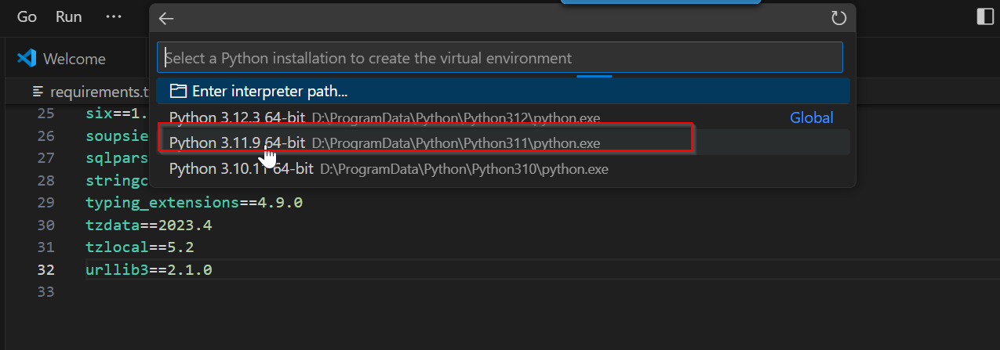 Go Run ...
Select a Python installation to create the virtual environment
Welcome
Enter interpreter path...
requirements.t
Python 3.12.3 64-bit D:\ProgramData\Python\Python312\python.exe Global
Python 3.11.9 64-bit D:\ProgramData\Python\Python311\python.exe
Python 3.10.11 64-bit D:\ProgramData\Python\Python310\python.exe
25 six==1.
26 soupsie
27 sqlpars
28 stringc
29 typing_extensions==4.9.0
30 tzdata==2023.4
31 tzlocal==5.2
32 urllib3==2.1.0
33